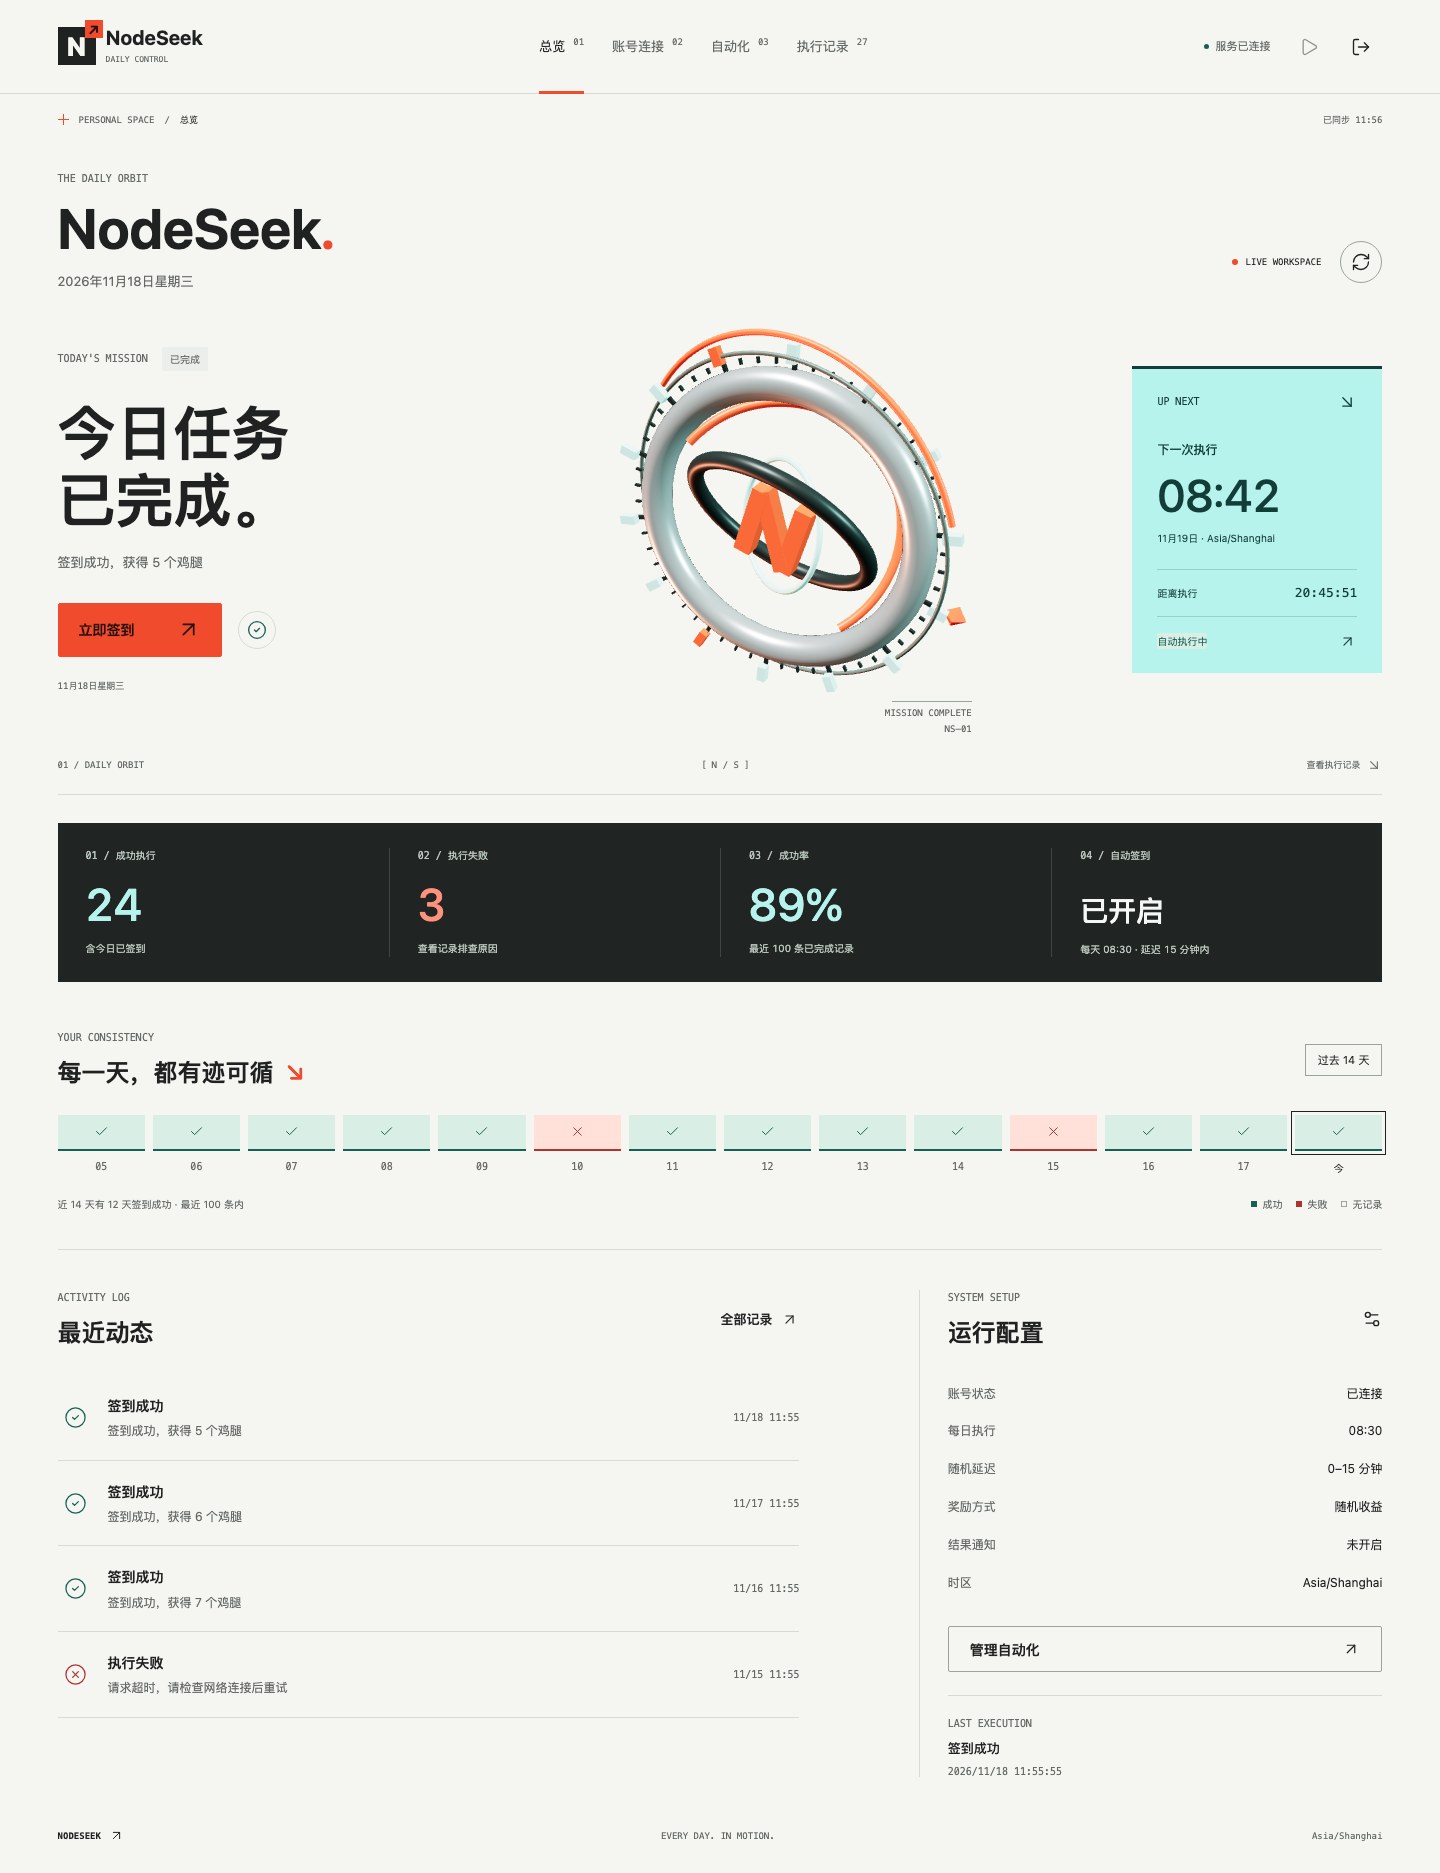 N NodeSeek
DAILY CONTROL
总览 01
账号连接 02
自动化 03
执行记录 27
服务已连接
PERSONAL SPACE / 总览
已同步 11:56
THE DAILY ORBIT
NodeSeek.
2026年11月18日星期三
LIVE WORKSPACE
TODAY'S MISSION 已完成
今日任务
已完成。
签到成功，获得 5 个鸡腿
立即签到
11月18日星期三
N
MISSION COMPLETE
NS—01
UP NEXT
下一次执行
08:42
11月19日 · Asia/Shanghai
距离执行 20:45:51
自动执行中
01 / DAILY ORBIT
[ N / S ]
查看执行记录
01 / 成功执行
24
含今日已签到
02 / 执行失败
3
查看记录排查原因
03 / 成功率
89%
最近 100 条已完成记录
04 / 自动签到
已开启
每天 08:30 · 延迟 15 分钟内
YOUR CONSISTENCY
每一天，都有迹可循
过去 14 天
05 06 07 08 09 10 11 12 13 14 15 16 17 今
近 14 天有 12 天签到成功 · 最近 100 条内
成功 失败 无记录
ACTIVITY LOG
最近动态
全部记录
签到成功
签到成功，获得 5 个鸡腿
11/18 11:55
签到成功
签到成功，获得 6 个鸡腿
11/17 11:55
签到成功
签到成功，获得 7 个鸡腿
11/16 11:55
执行失败
请求超时，请检查网络连接后重试
11/15 11:55
SYSTEM SETUP
运行配置
账号状态 已连接
每日执行 08:30
随机延迟 0–15 分钟
奖励方式 随机收益
结果通知 未开启
时区 Asia/Shanghai
管理自动化
LAST EXECUTION
签到成功
2026/11/18 11:55:55
NODESEEK
EVERY DAY. IN MOTION.
Asia/Shanghai